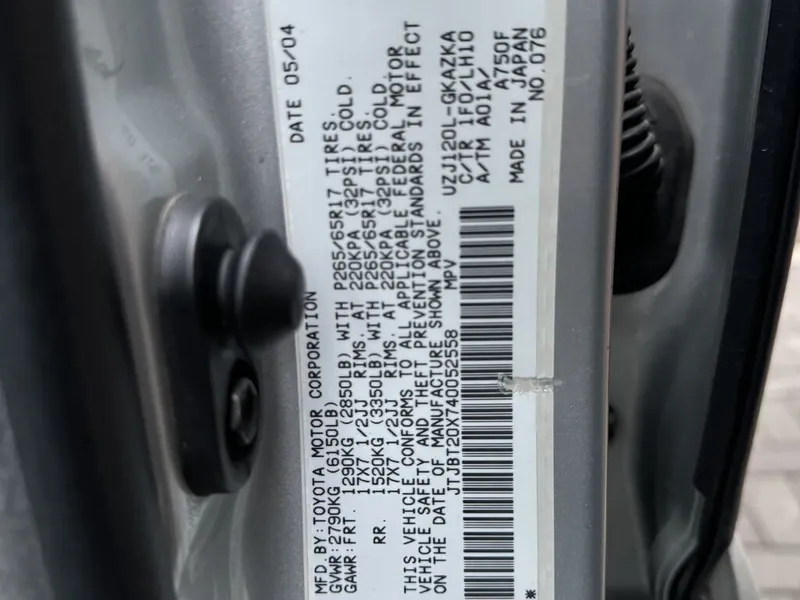 MFD.BY:TOYOTA MOTOR CORPORATION DATE 05/04
GVWR:2790KG (6150LB)
GAWR:FRT. 1290KG (2850LB) WITH P265/65R17 TIRES.
17X7 1/2JJ RIMS. AT 220KPA (32PSI) COLD.
RR. 1520KG (3350LB) WITH P265/65R17 TIRES.
17X7 1/2JJ RIMS. AT 220KPA (32PSI) COLD.
THIS VEHICLE CONFORMS TO ALL APPLICABLE FEDERAL MOTOR
VEHICLE SAFETY AND THEFT PREVENTION STANDARDS IN EFFECT
ON THE DATE OF MANUFACTURE SHOWN ABOVE.
JTJBT20X740052558 MPV UZJ120L-GKAZKA
C/TR 1F0/LH10
A/TM A01A/
A750F
MADE IN JAPAN
NO.076
*